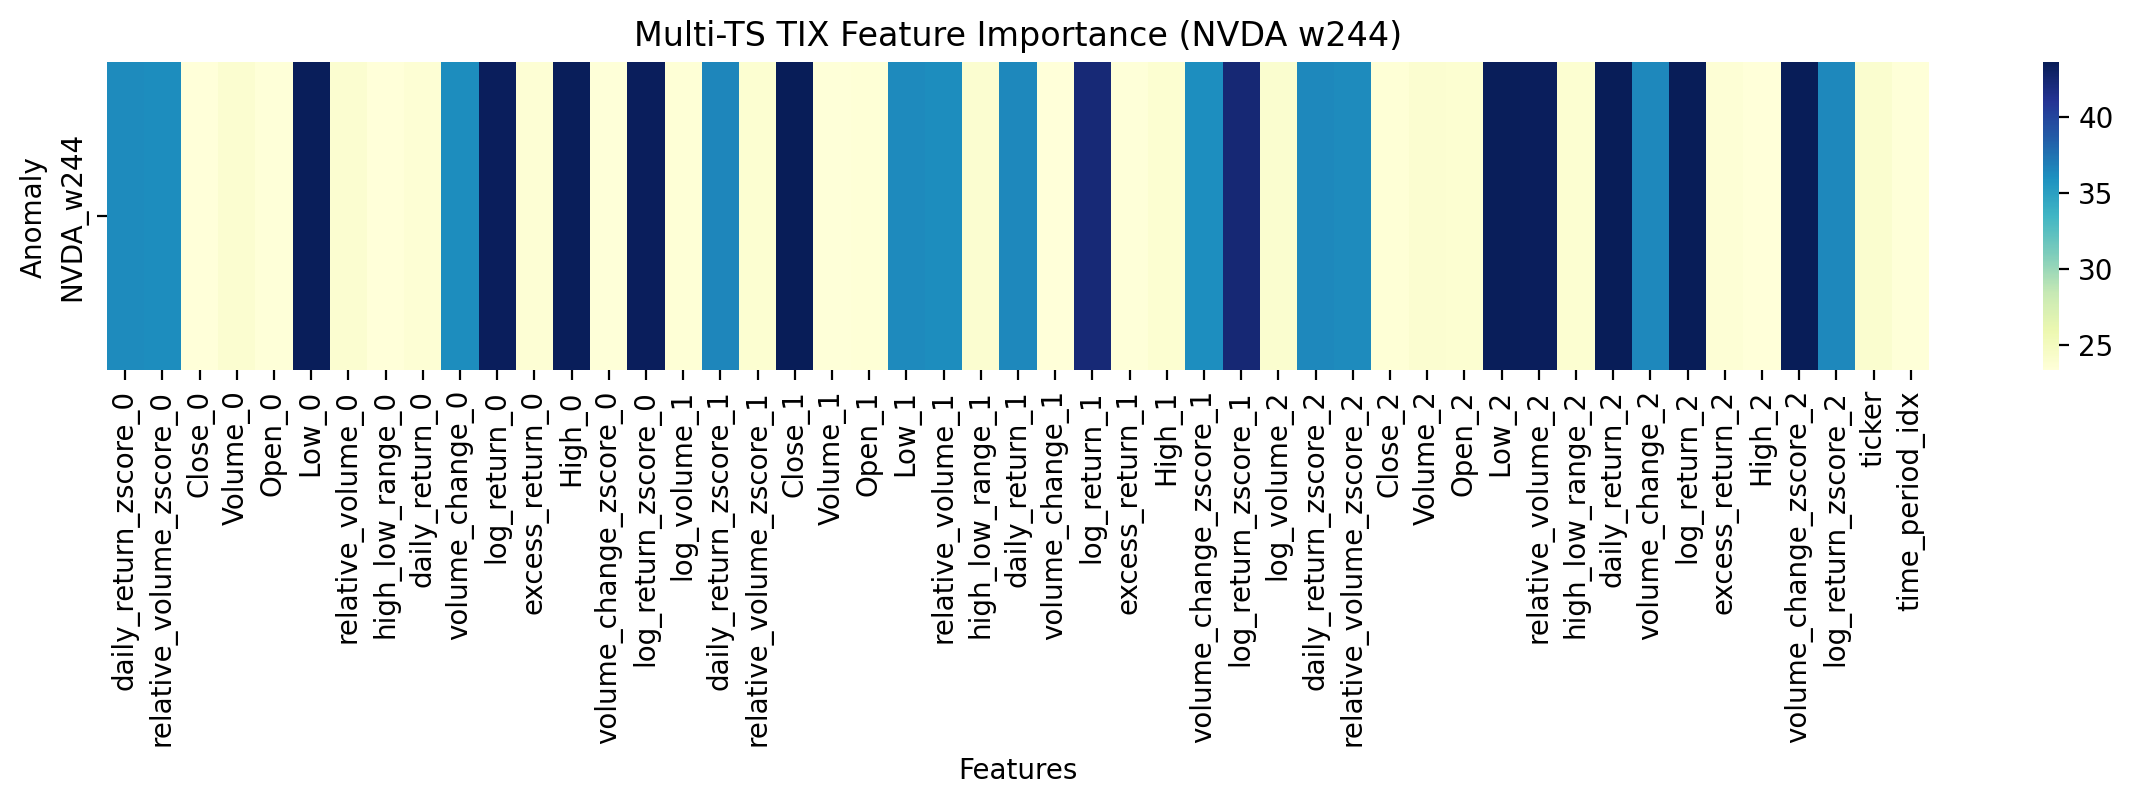 Multi-TS TIX Feature Importance (NVDA w244)
Anomaly
NVDA_w244
40
35
30
25
daily_return_zscore_0
relative_volume_zscore_0
Close_0
Volume_0
Open_0
Low_0
relative_volume_0
high_low_range_0
daily_return_0
volume_change_0
log_return_0
excess_return_0
High_0
volume_change_zscore_0
log_return_zscore_0
log_volume_1
daily_return_zscore_1
relative_volume_zscore_1
Close_1
Volume_1
Open_1
Low_1
relative_volume_1
high_low_range_1
daily_return_1
volume_change_1
log_return_1
excess_return_1
High_1
volume_change_zscore_1
log_return_zscore_1
log_volume_2
daily_return_zscore_2
relative_volume_zscore_2
Close_2
Volume_2
Open_2
Low_2
relative_volume_2
high_low_range_2
daily_return_2
volume_change_2
log_return_2
excess_return_2
High_2
volume_change_zscore_2
log_return_zscore_2
ticker
time_period_idx
Features